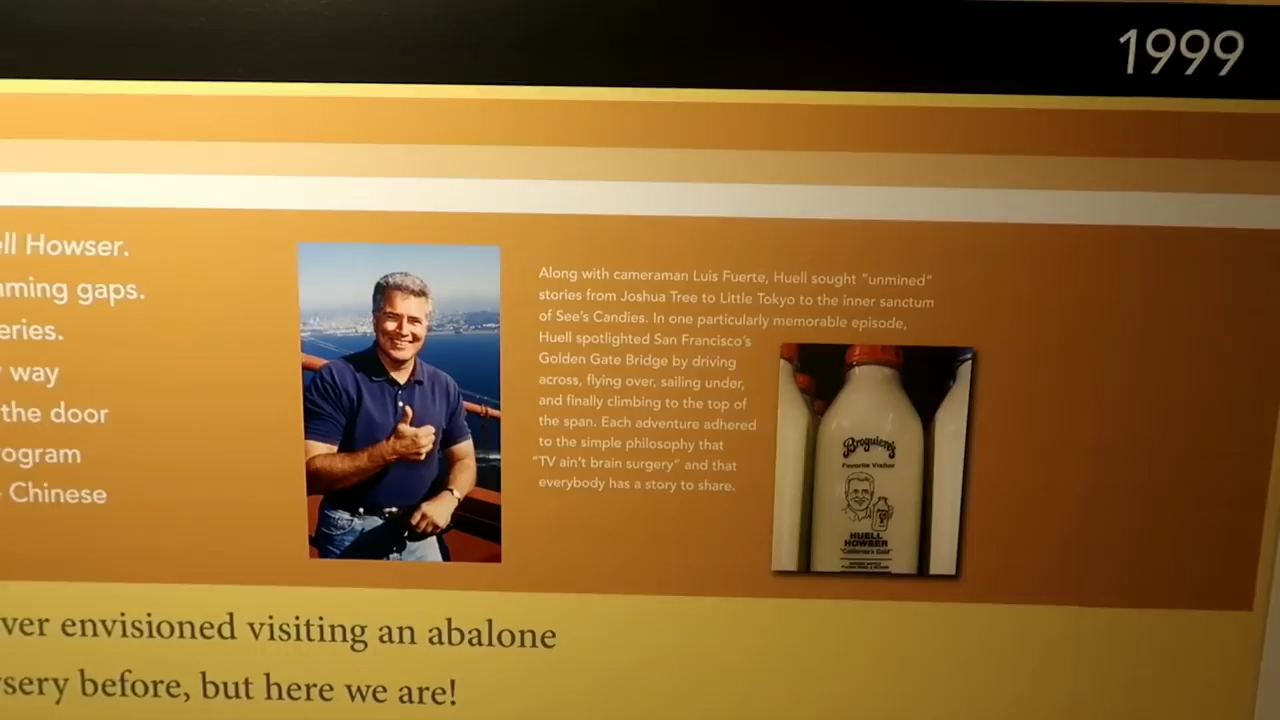 1999
ell Howser.
mming gaps.
eries.
way
the door
ogram
Chinese
Along with cameraman Luis Fuerte, Huell sought "unmined"
stories from Joshua Tree to Little Tokyo to the inner sanctum
of See's Candies. In one particularly memorable episode,
Huell spotlighted San Francisco's
Golden Gate Bridge by driving
across, flying over, sailing under,
and finally climbing to the top of
the span. Each adventure adhered
to the simple philosophy that
"TV ain't brain surgery" and that
everybody has a story to share.
Broguiere's
Favorite Visitor
HUELL
HOWSER
"California's Gold"
ver envisioned visiting an abalone
rsery before, but here we are!